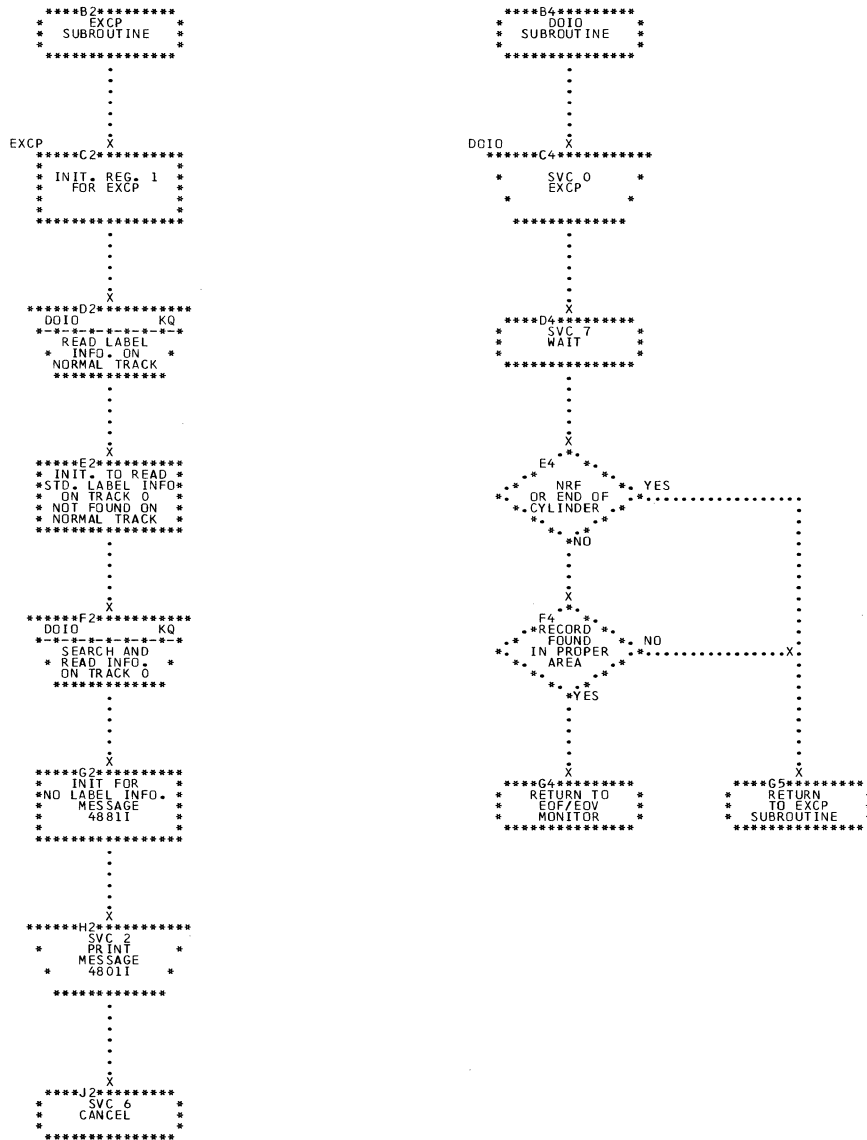 B2
EXCP
SUBROUTINE
EXCP
C2
INIT. REG. 1
FOR EXCP
D2
DOIO KQ
READ LABEL
INFO. ON
NORMAL TRACK
E2
INIT. TO READ
STD. LABEL INFO
ON TRACK 0
NOT FOUND ON
NORMAL TRACK
F2
DOIO KQ
SEARCH AND
READ INFO.
ON TRACK 0
G2
INIT FOR
NO LABEL INFO.
MESSAGE
4881I
H2
SVC 2
PRINT
MESSAGE
4801I
J2
SVC 6
CANCEL
B4
DOIO
SUBROUTINE
DOIO
C4
SVC 0
EXCP
D4
SVC 7
WAIT
E4
NRF
OR END OF
CYLINDER
YES
NO
F4
RECORD
FOUND
IN PROPER
AREA
NO
YES
G4
RETURN TO
EOF/EOV
MONITOR
G5
RETURN
TO EXCP
SUBROUTINE